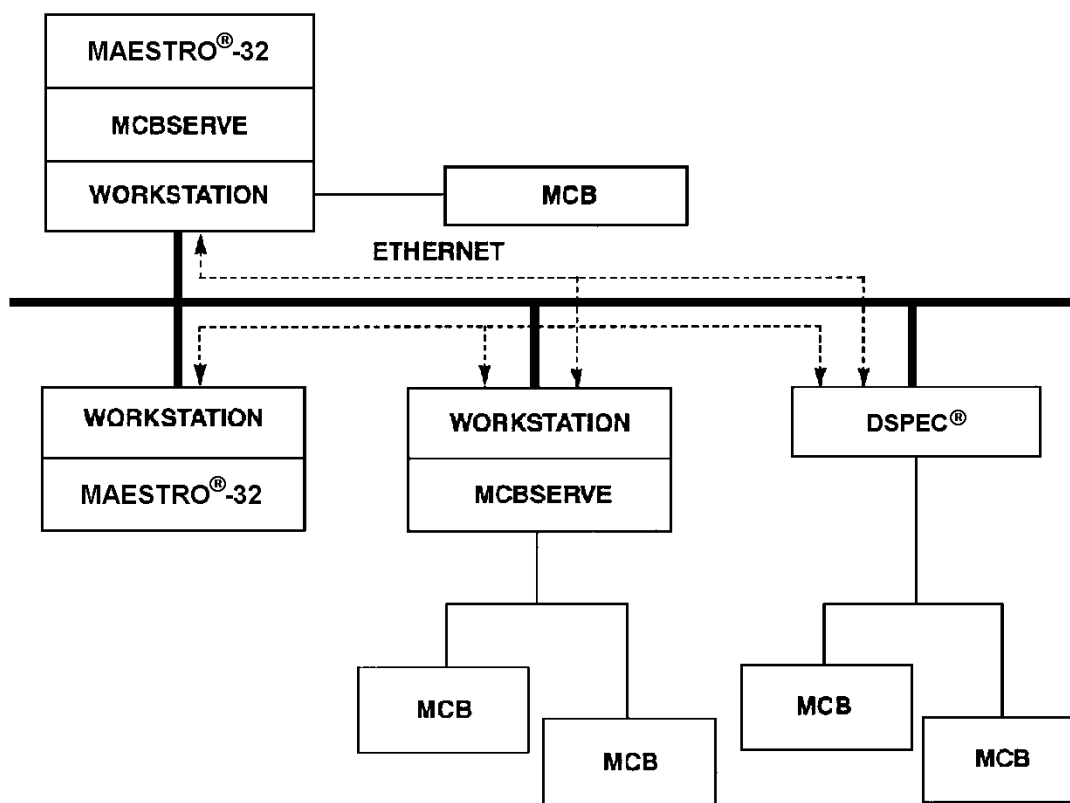 MAESTRO®-32
MCBSERVE
WORKSTATION
MCB
ETHERNET
WORKSTATION
MAESTRO®-32
WORKSTATION
MCBSERVE
DSPEC®
MCB
MCB
MCB
MCB